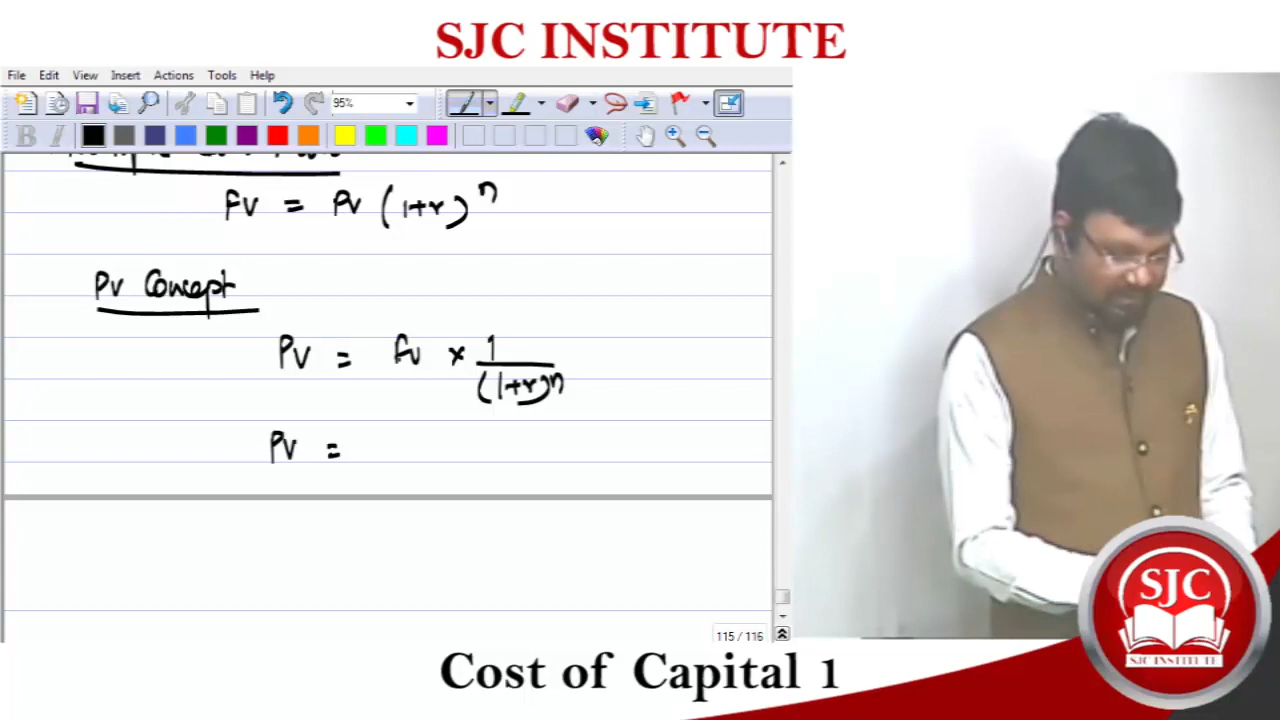 SJC INSTITUTE
File Edit View Insert Actions Tools Help
95%
B I
FV = PV (1+r)^n
PV Concept
PV = FV × 1/(1+r)^n
PV =
115 / 116
SJC
SJC INSTITUTE
Cost of Capital 1